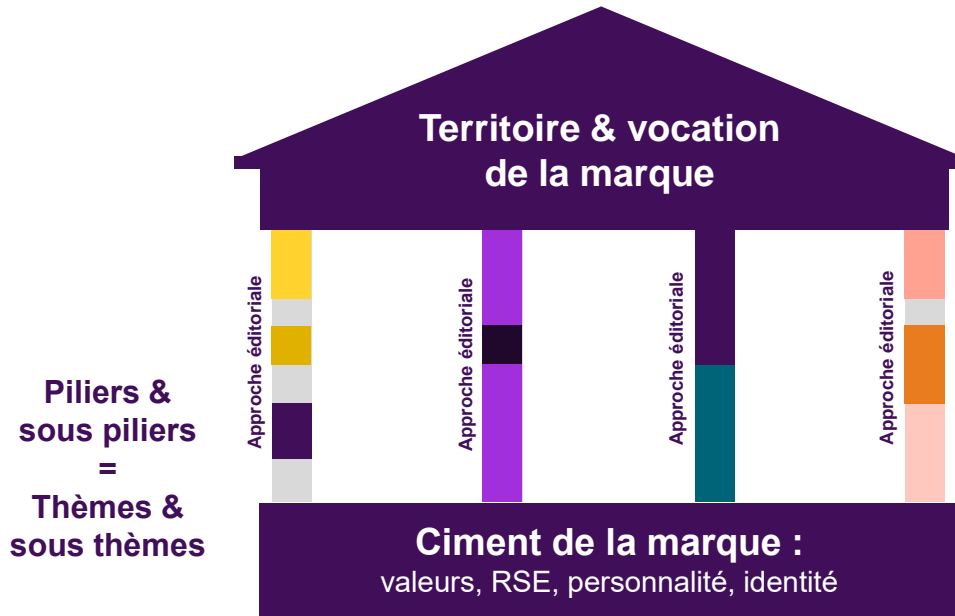 Territoire & vocation
de la marque
Approche éditoriale
Approche éditoriale
Approche éditoriale
Approche éditoriale
Piliers &
sous piliers
=
Thèmes &
sous thèmes
Ciment de la marque :
valeurs, RSE, personnalité, identité